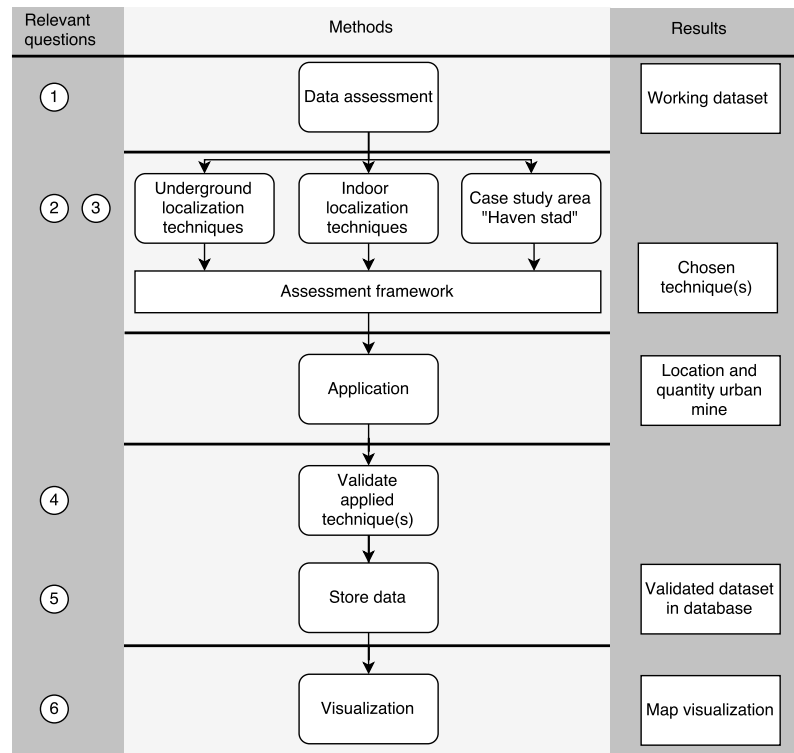 Relevant
questions
Methods
Results
1
Data assessment
Working dataset
2
3
Underground
localization
techniques
Indoor
localization
techniques
Case study area
"Haven stad"
Assessment framework
Chosen
technique(s)
Application
Location and
quantity urban
mine
4
Validate
applied
technique(s)
5
Store data
Validated dataset
in database
6
Visualization
Map visualization